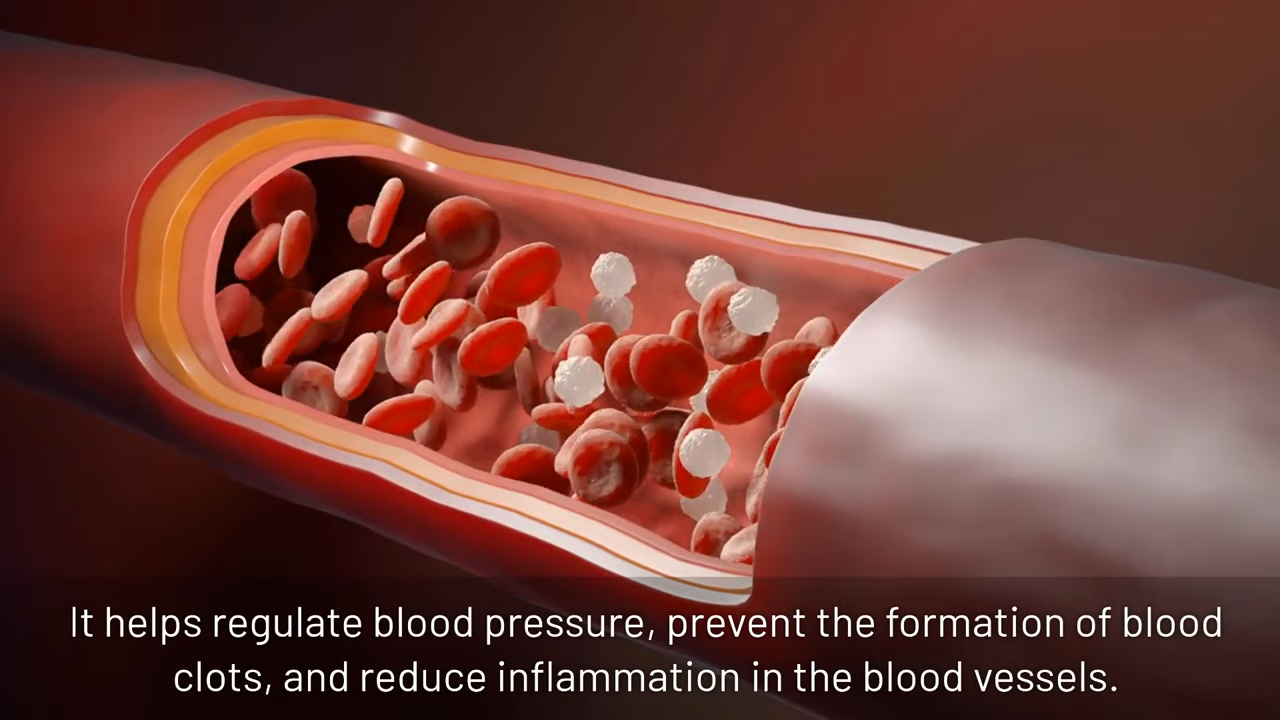 It helps regulate blood pressure, prevent the formation of blood
clots, and reduce inflammation in the blood vessels.